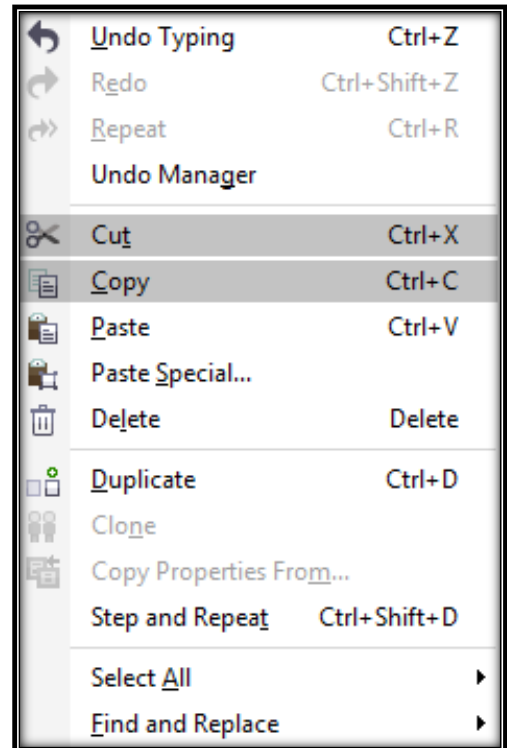 Undo Typing Ctrl+Z
Redo Ctrl+Shift+Z
Repeat Ctrl+R
Undo Manager
Cut Ctrl+X
Copy Ctrl+C
Paste Ctrl+V
Paste Special...
Delete Delete
Duplicate Ctrl+D
Clone
Copy Properties From...
Step and Repeat Ctrl+Shift+D
Select All
Find and Replace